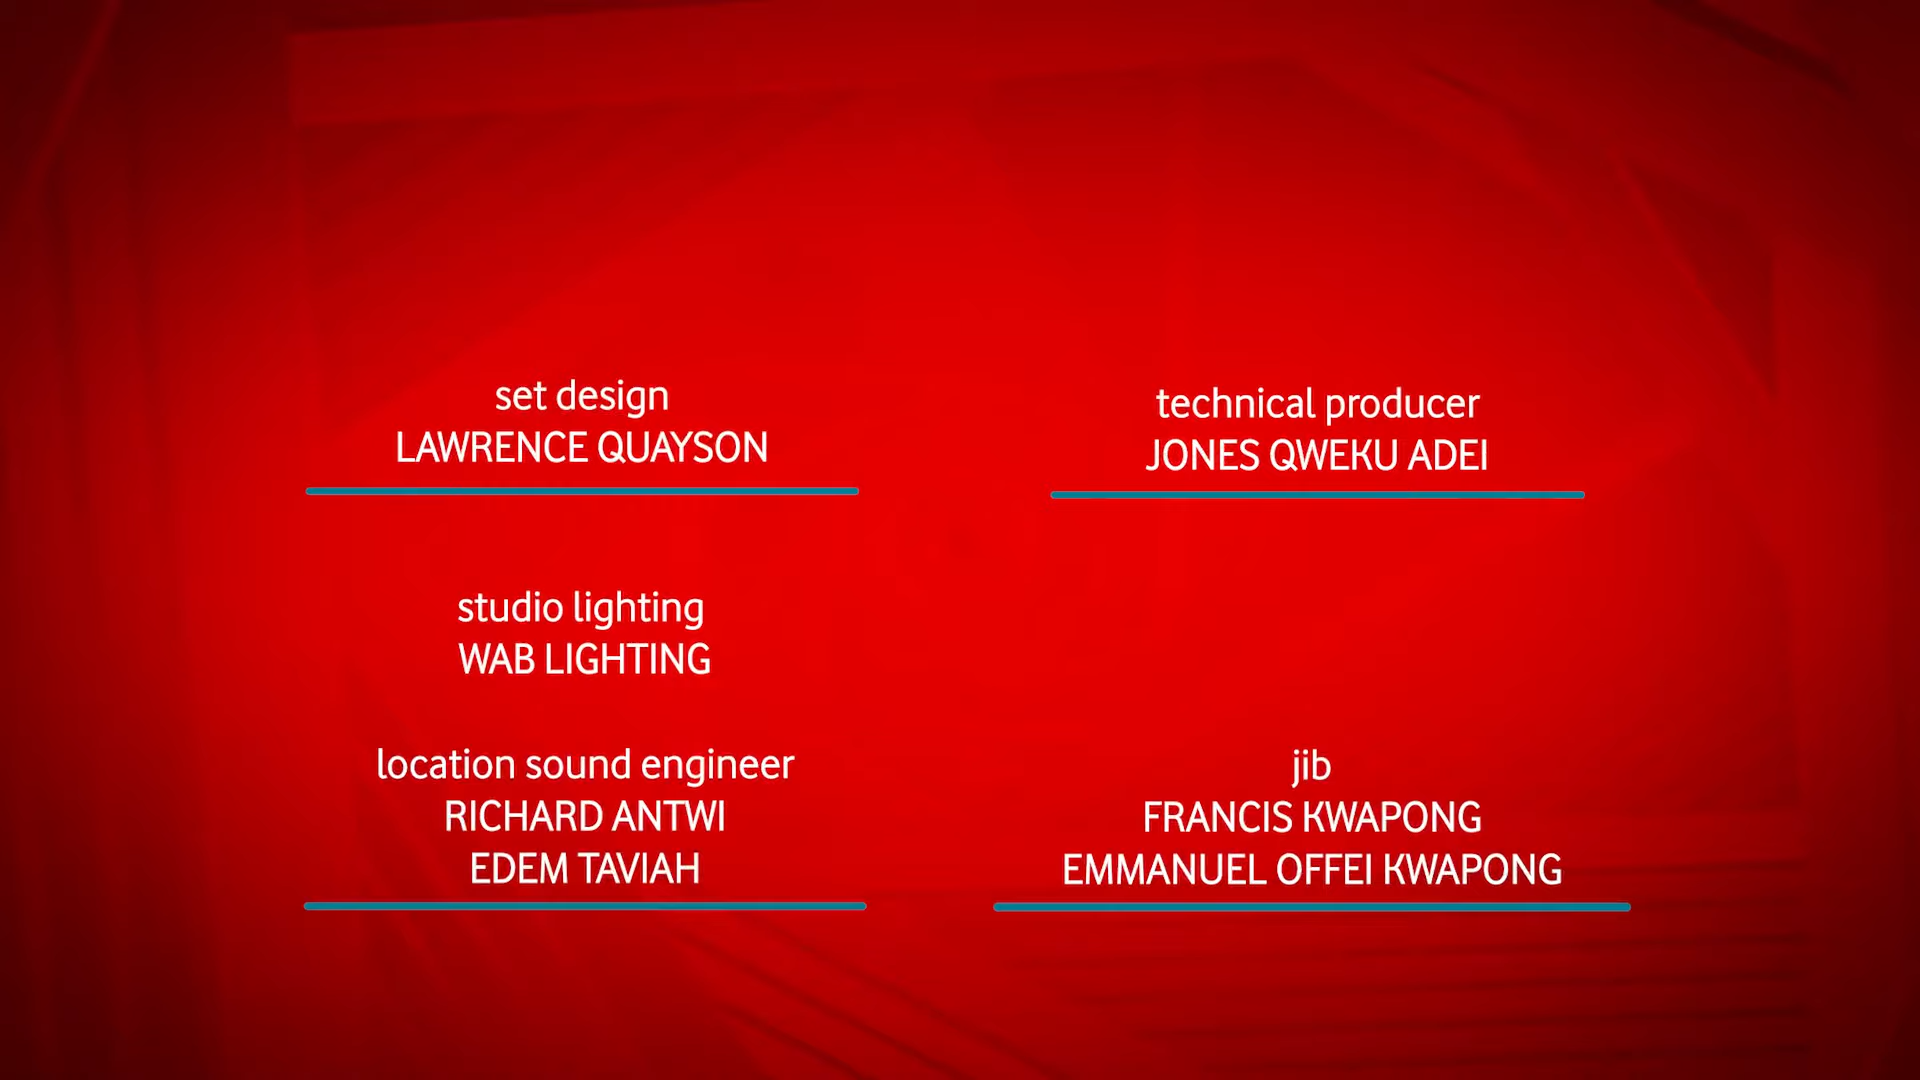 set design
LAWRENCE QUAYSON
technical producer
JONES QWEKU ADEI
studio lighting
WAB LIGHTING
location sound engineer
RICHARD ANTWI
EDEM TAVIAH
jib
FRANCIS KWAPONG
EMMANUEL OFFEI KWAPONG